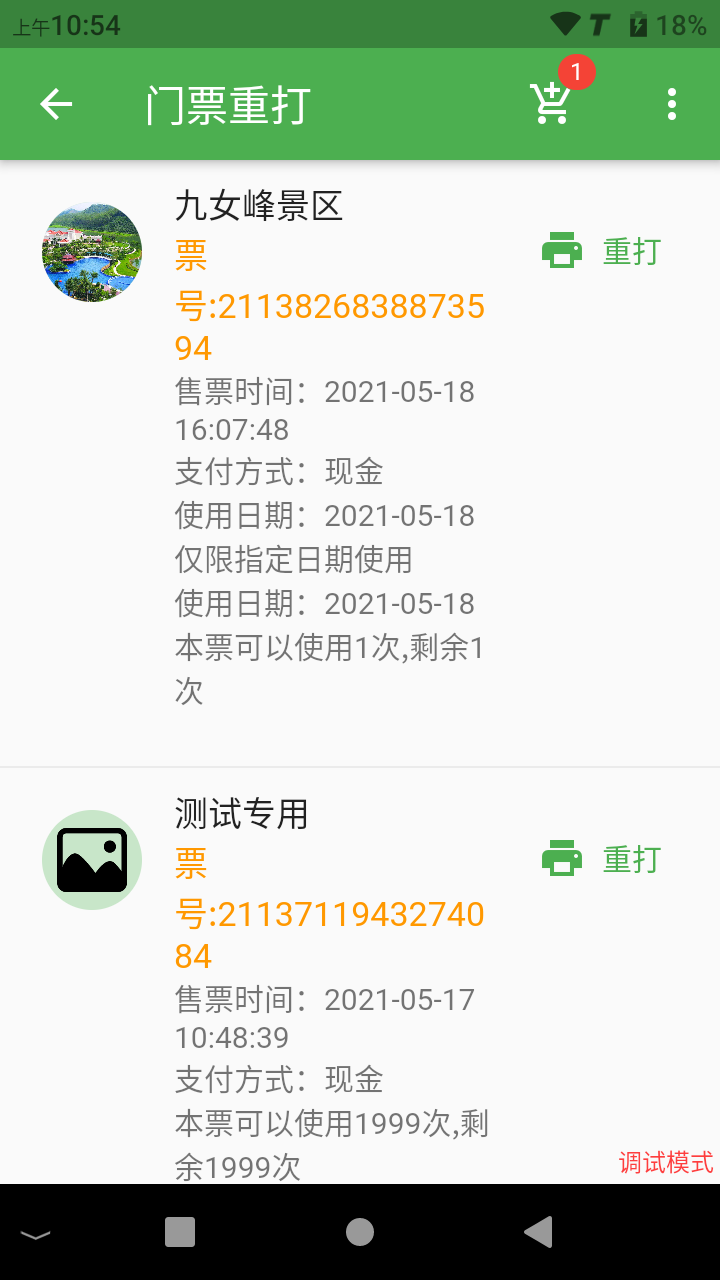 上午10:54
18%
门票重打
1
九女峰景区
票
号:21138268388735
94
重打
售票时间：2021-05-18
16:07:48
支付方式：现金
使用日期：2021-05-18
仅限指定日期使用
使用日期：2021-05-18
本票可以使用1次,剩余1
次
测试专用
票
号:21137119432740
84
重打
售票时间：2021-05-17
10:48:39
支付方式：现金
本票可以使用1999次,剩
余1999次
调试模式